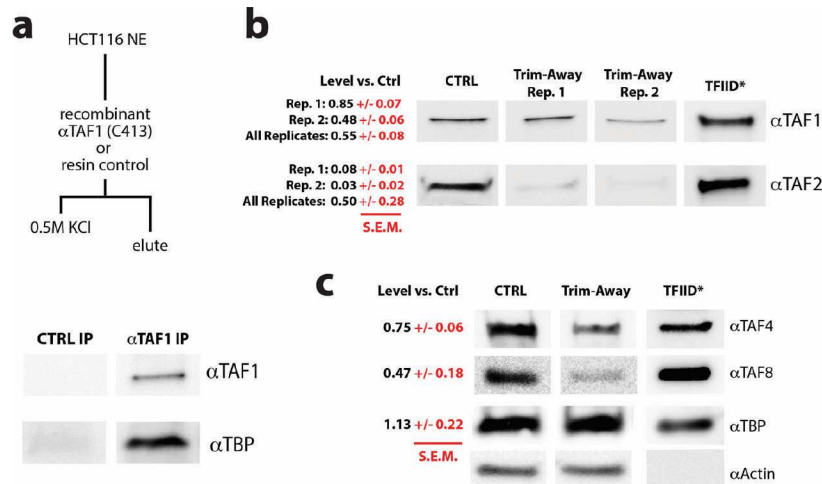 a
HCT116 NE
recombinant
αTAF1 (C413)
or
resin control
0.5M KCl
elute
CTRL IP
αTAF1 IP
αTAF1
αTBP
b
Level vs. Ctrl
CTRL
Trim-Away
Rep. 1
Trim-Away
Rep. 2
TFIID*
Rep. 1: 0.85 +/- 0.07
Rep. 2: 0.48 +/- 0.06
All Replicates: 0.55 +/- 0.08
αTAF1
Rep. 1: 0.08 +/- 0.01
Rep. 2: 0.03 +/- 0.02
All Replicates: 0.50 +/- 0.28
αTAF2
S.E.M.
c
Level vs. Ctrl
CTRL
Trim-Away
TFIID*
0.75 +/- 0.06
αTAF4
0.47 +/- 0.18
αTAF8
1.13 +/- 0.22
αTBP
S.E.M.
αActin